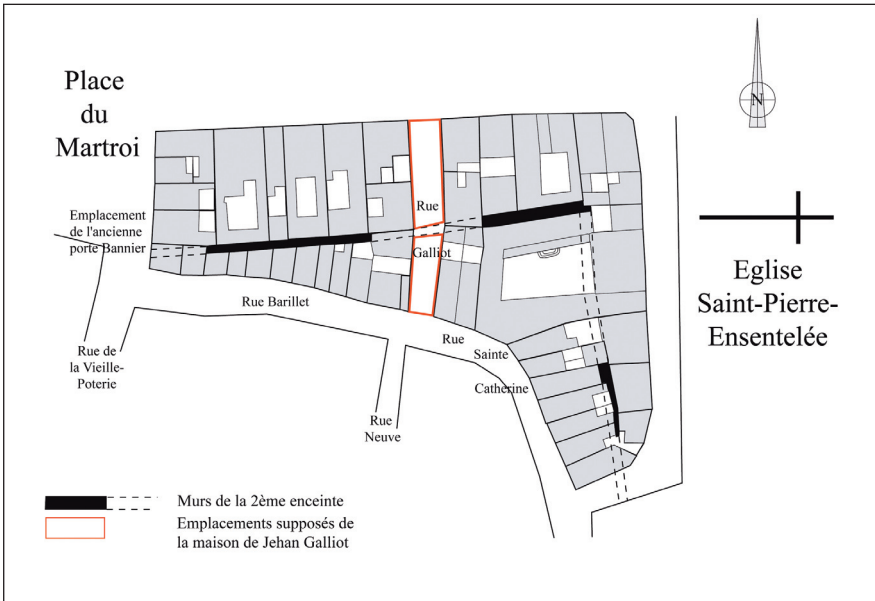 Place
du
Martroi
N
Emplacement
de l'ancienne
porte Bannier
Rue
Galliot
Eglise
Saint-Pierre-
Ensentelée
Rue Barillet
Rue de
la Vieille-
Poterie
Rue
Sainte
Catherine
Rue
Neuve
Murs de la 2ème enceinte
Emplacements supposés de
la maison de Jehan Galliot